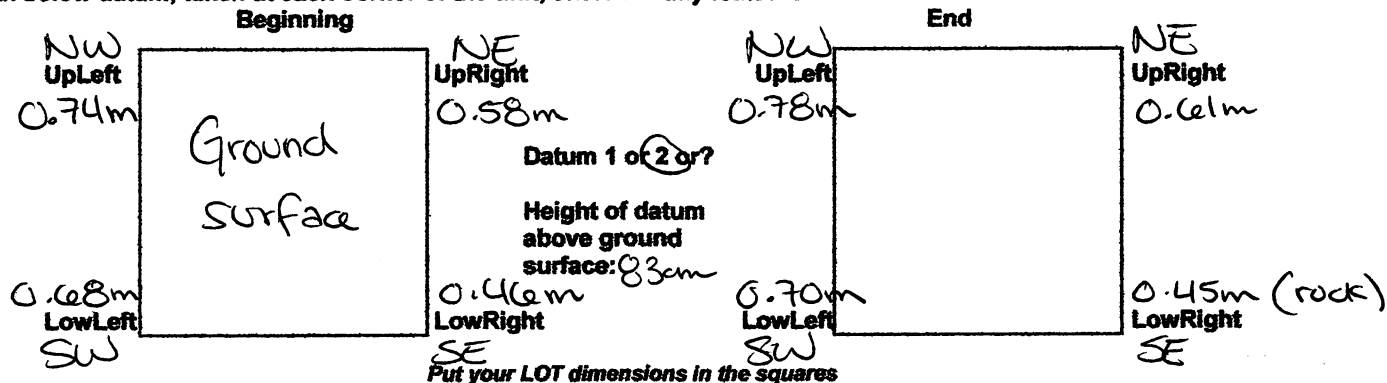 Beginning
End
NW
UpLeft
0.74m
NE
UpRight
0.58m
Ground
surface
0.68m
LowLeft
SW
0.46m
LowRight
SE
Datum 1 or 2 or?
Height of datum
above ground
surface: 83cm
NW
UpLeft
0.78m
NE
UpRight
0.61m
0.70m
LowLeft
SW
0.45m (rock)
LowRight
SE
Put your LOT dimensions in the squares